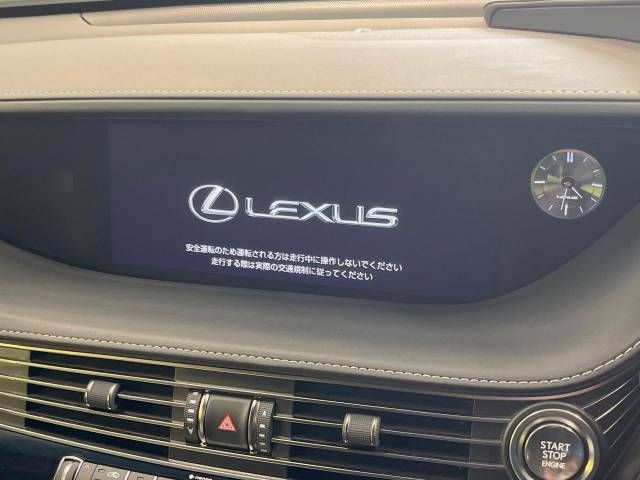 LEXUS
安全運転のため運転される方は走行中に操作しないでください
走行する際は実際の交通規制に従ってください
LEXUS
START
STOP
ENGINE